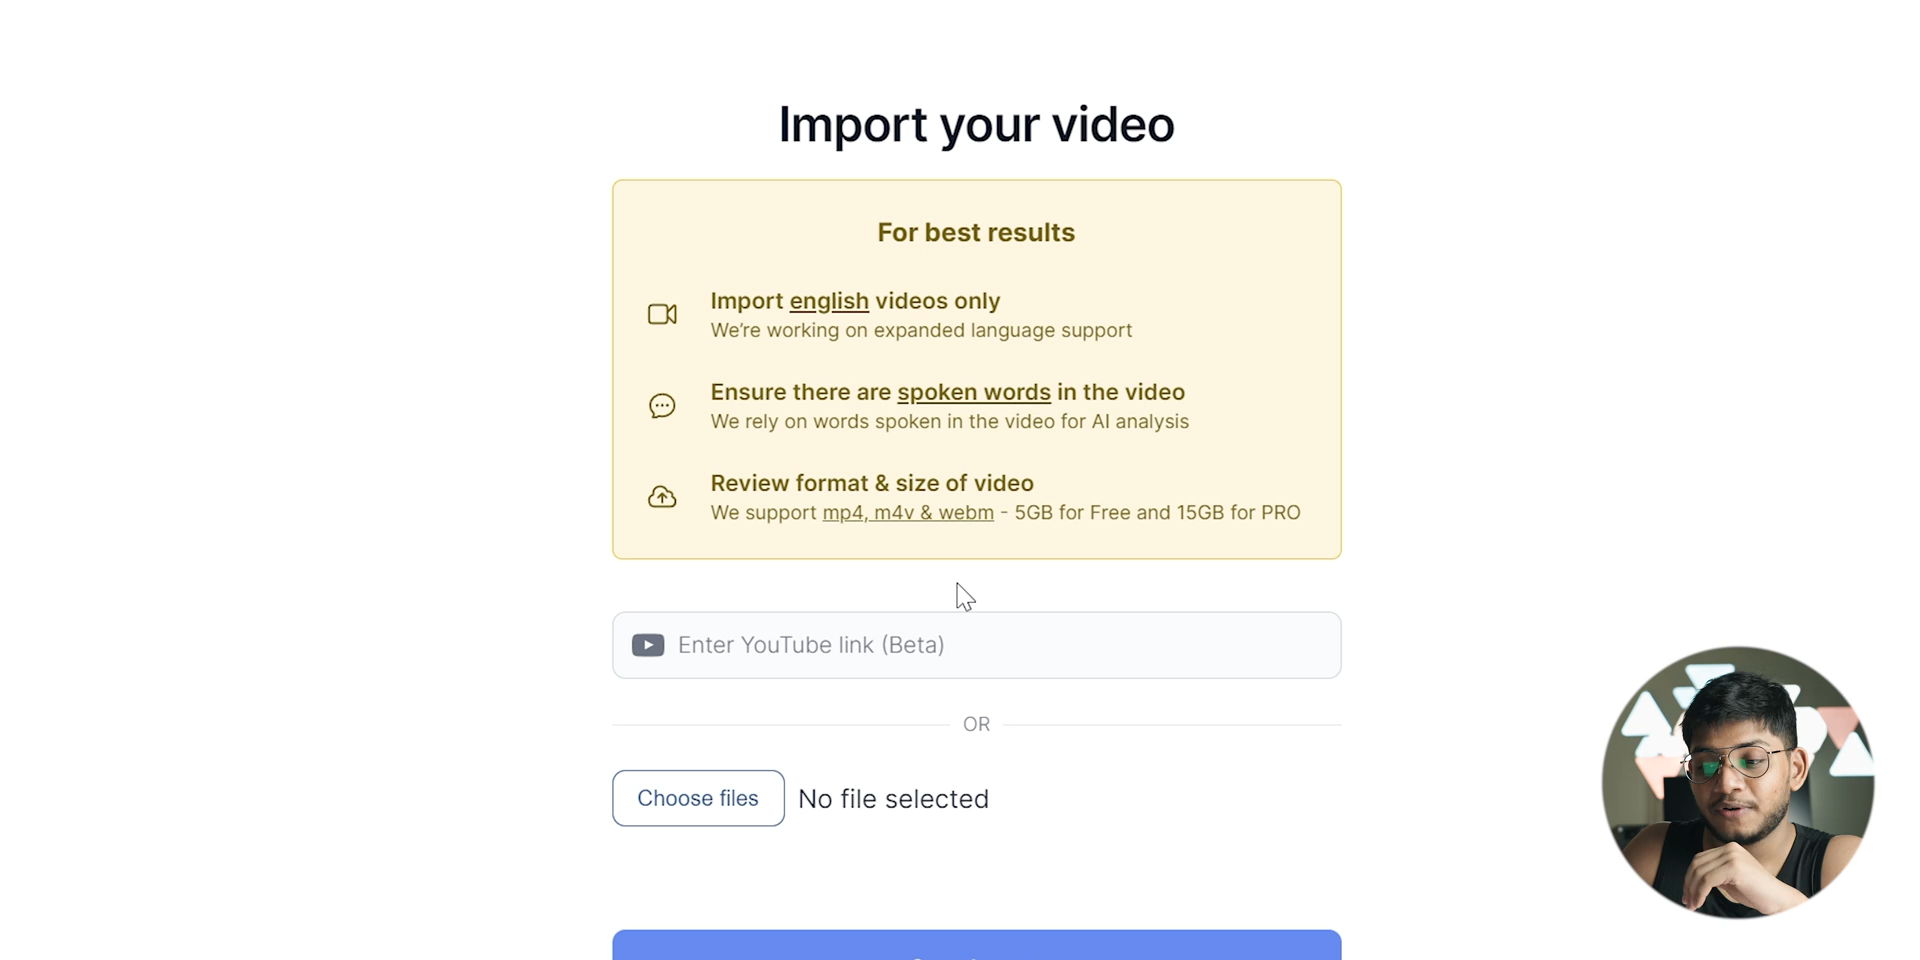 Import your video
For best results
Import english videos only
We're working on expanded language support
Ensure there are spoken words in the video
We rely on words spoken in the video for AI analysis
Review format & size of video
We support mp4, m4v & webm - 5GB for Free and 15GB for PRO
Enter YouTube link (Beta)
OR
Choose files No file selected